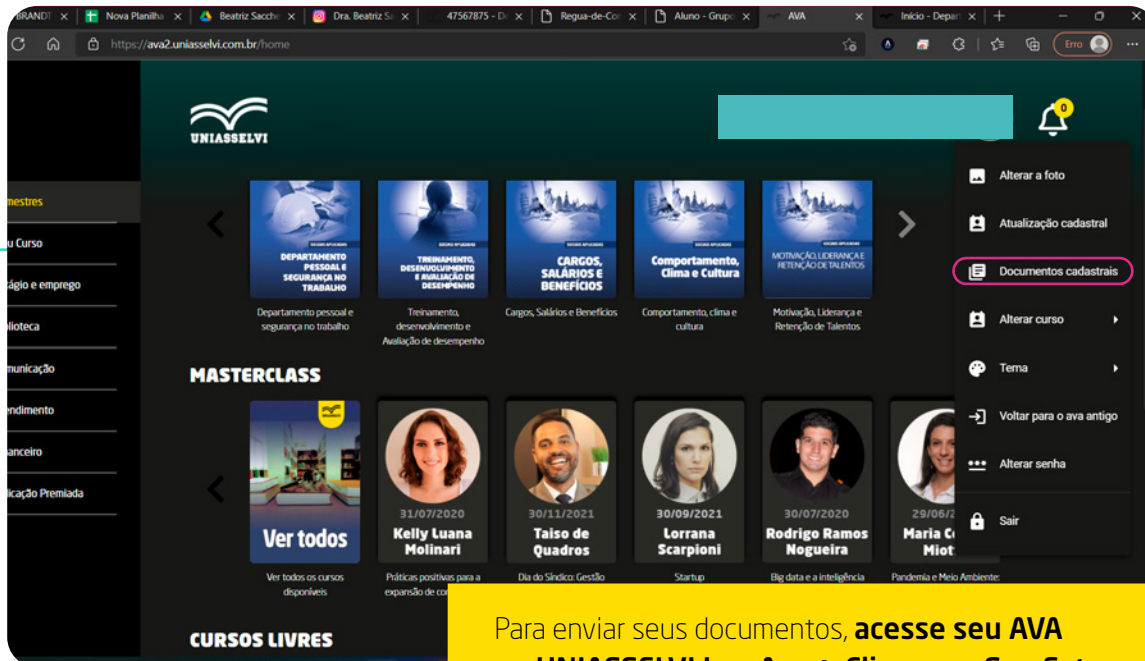 BRANDT
Nova Planilha
Beatriz Sacche
Dra. Beatriz Sa
47567875 - De
Regua-de-Cor
Aluno - Grupo
AVA
Início - Depart
https://ava2.uniasselvi.com.br/home
Erro
UNIASSELVI
0
Alterar a foto
Atualização cadastral
Documentos cadastrais
Alterar curso
Tema
Voltar para o ava antigo
Alterar senha
Sair
mestres
u Curso
tágio e emprego
lioteca
municação
endimento
anceiro
licação Premiada
DEPARTAMENTO
PESSOAL E
SEGURANÇA NO
TRABALHO
TREINAMENTO,
DESENVOLVIMENTO
E AVALIAÇÃO DE
DESEMPENHO
CARGOS,
SALÁRIOS E
BENEFÍCIOS
Comportamento,
Clima e Cultura
MOTIVAÇÃO, LIDERANÇA E
RETENÇÃO DE TALENTOS
Departamento pessoal e
segurança no trabalho
Treinamento,
desenvolvimento e
Avaliação de desempenho
Cargos, Salários e Benefícios
Comportamento, clima e
cultura
Motivação, Liderança e
Retenção de Talentos
MASTERCLASS
Ver todos
Ver todos os cursos
disponíveis
31/07/2020
Kelly Luana
Molinari
Práticas positivas para a
expansão de co
30/11/2021
Taiso de
Quadros
Dia do Síndico: Gestão
30/09/2021
Lorrana
Scarpioni
Startup
30/07/2020
Rodrigo Ramos
Nogueira
Big data e a inteligência
29/06/2
Maria C
Miot
Pandemia e Meio Ambiente:
CURSOS LIVRES
Para enviar seus documentos, acesse seu AVA